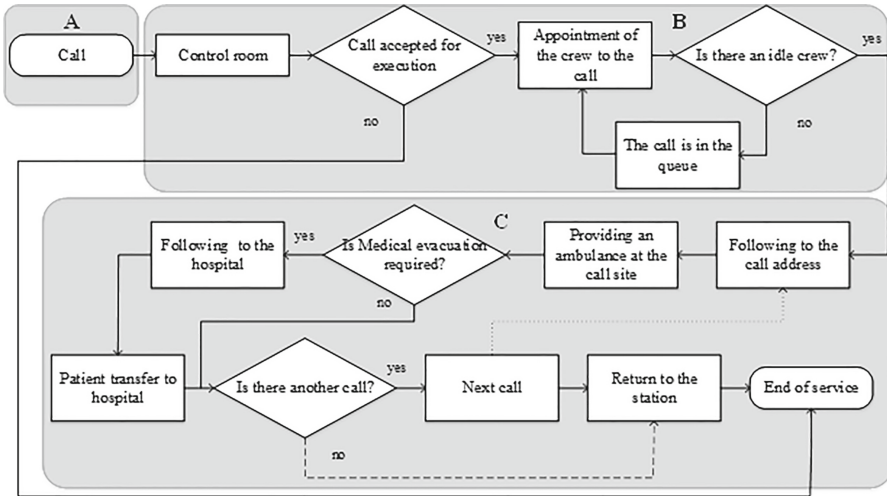 A
Call
Control room
Call accepted for
execution
yes
no
Appointment of
the crew to the
call
B
Is there an idle crew?
yes
no
The call is in the
queue
C
Following to the
call address
Providing an
ambulance at the
call site
Is Medical evacuation
required?
yes
no
Following to the
hospital
Patient transfer to
hospital
Is there another call?
yes
no
Next call
Return to the
station
End of service